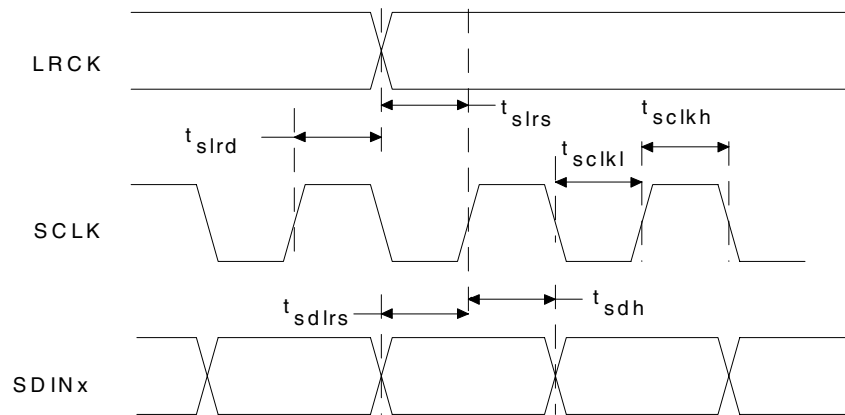 LRCK
t slrs
t slrd
t sclkh
t sclkl
SCLK
t sdlrs
t sdh
SDINx